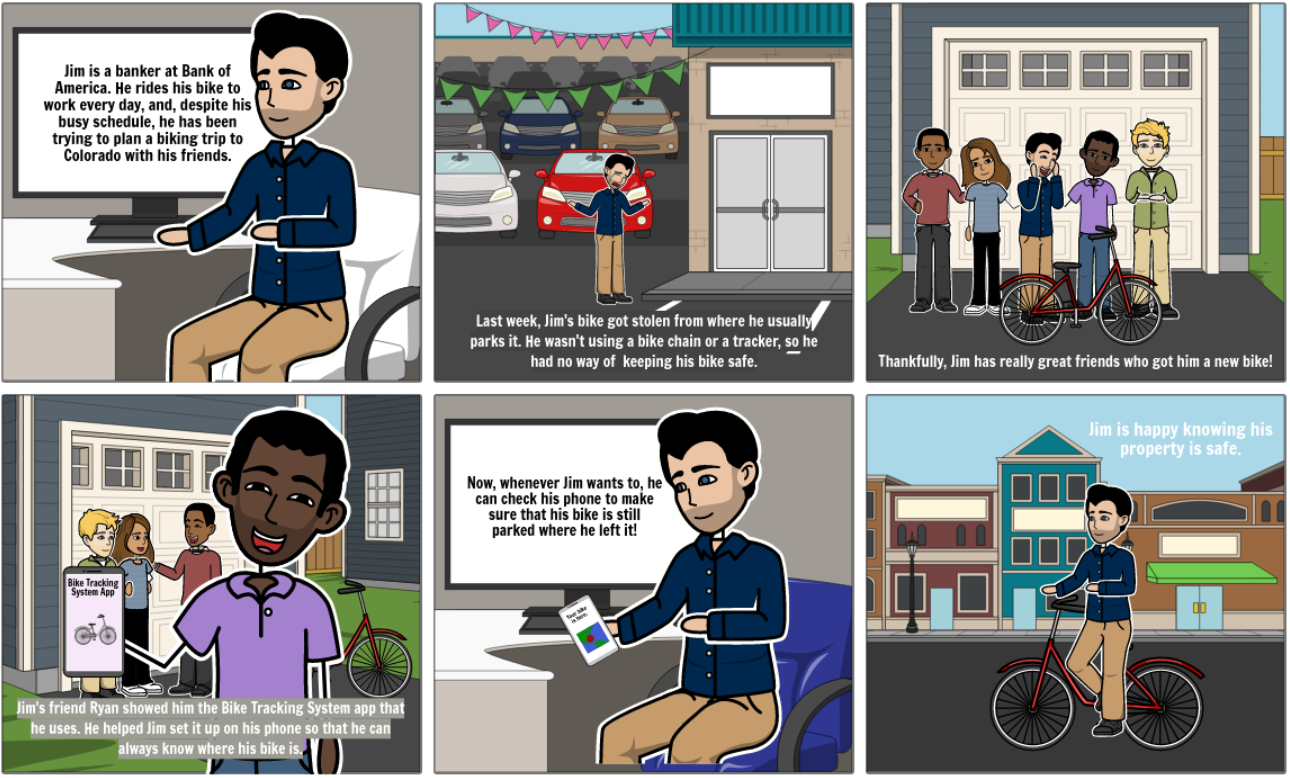 Jim is a banker at Bank of
America. He rides his bike to
work every day, and, despite his
busy schedule, he has been
trying to plan a biking trip to
Colorado with his friends.
Last week, Jim's bike got stolen from where he usually
parks it. He wasn't using a bike chain or a tracker, so he
had no way of keeping his bike safe.
Thankfully, Jim has really great friends who got him a new bike!
Bike Tracking
System App
Jim's friend Ryan showed him the Bike Tracking System app that
he uses. He helped Jim set it up on his phone so that he can
always know where his bike is.
Now, whenever Jim wants to, he
can check his phone to make
sure that his bike is still
parked where he left it!
Your bike
is here.
Jim is happy knowing his
property is safe.